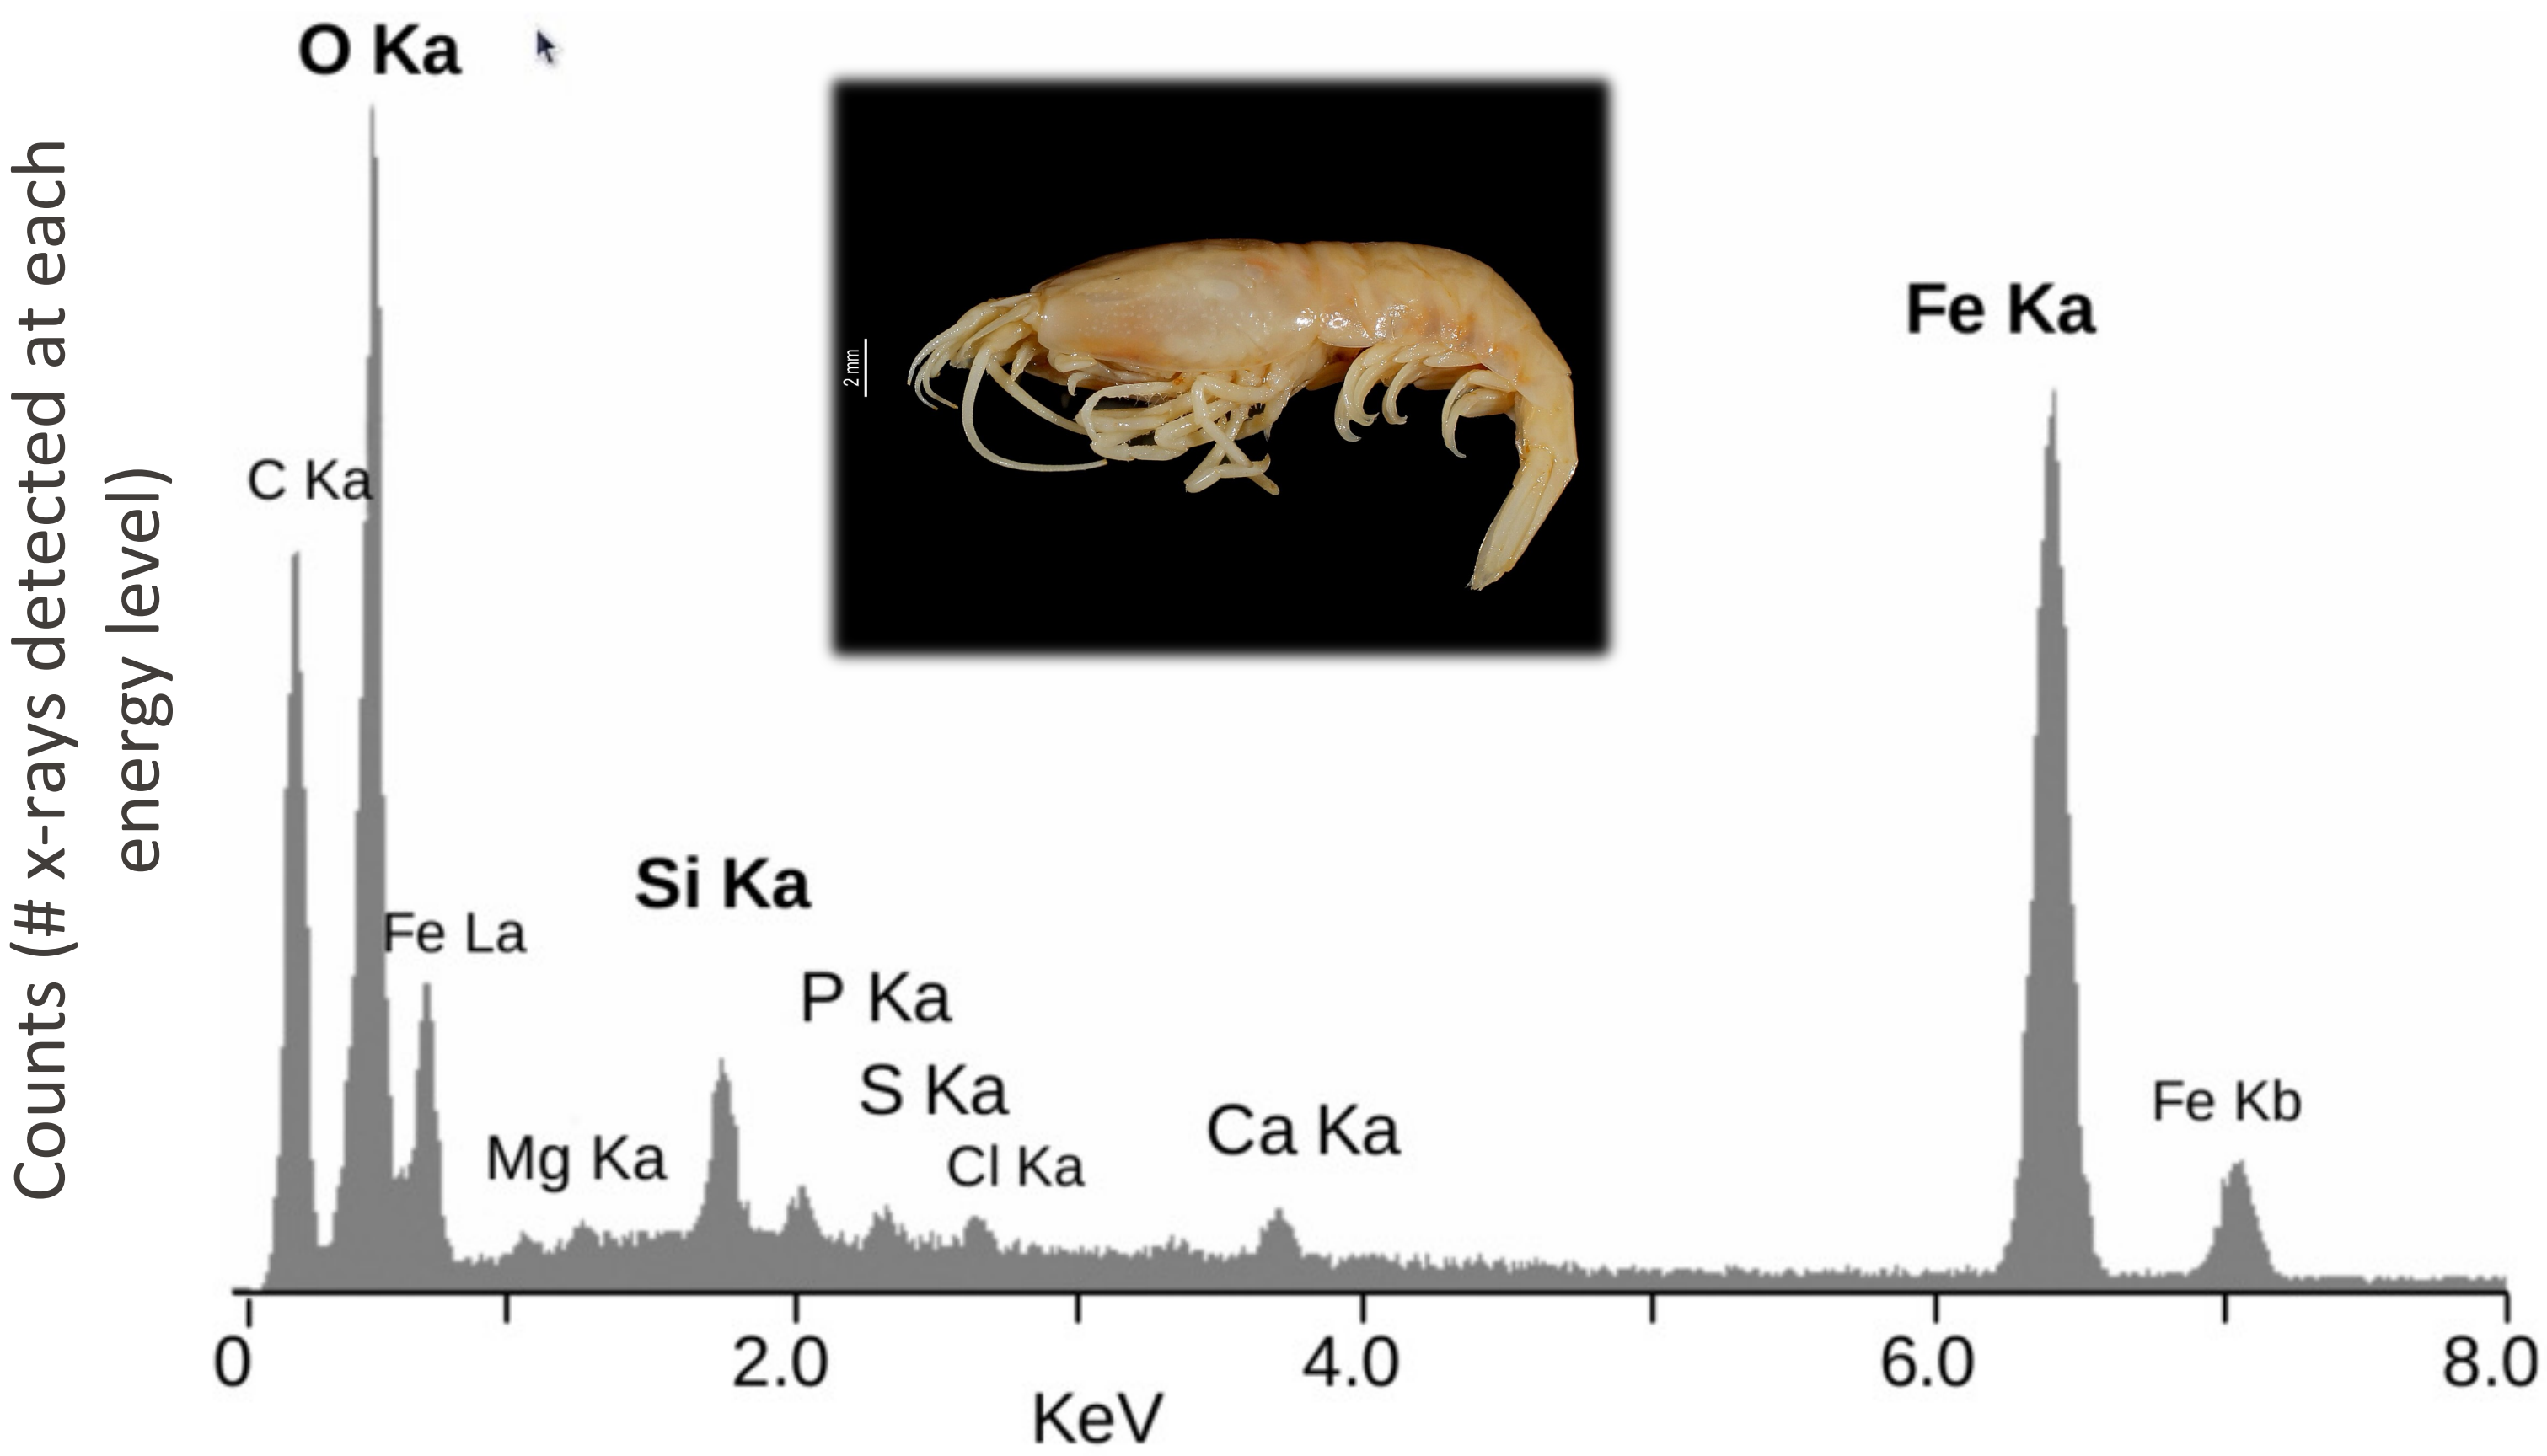 O Ka
Counts (# x-rays detected at each
energy level)
C Ka
2 mm
Fe Ka
Si Ka
Fe La
P Ka
S Ka
Mg Ka
Cl Ka
Ca Ka
Fe Kb
0 2.0 4.0 6.0 8.0
KeV